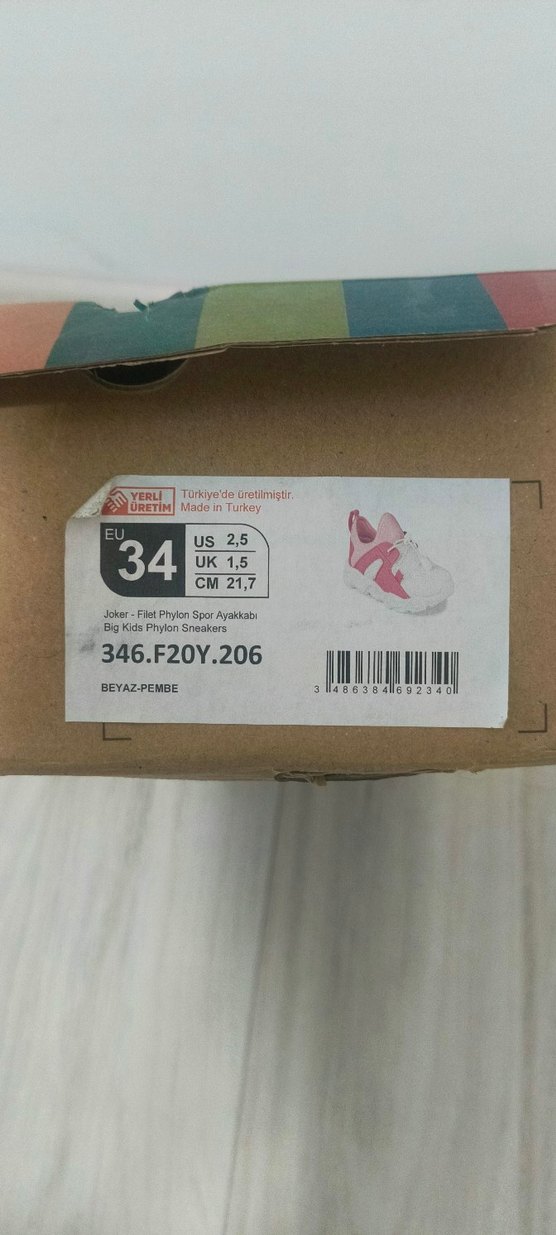 YERLİ
ÜRETİM
Türkiye'de üretilmiştir.
Made in Turkey
EU
34
US 2,5
UK 1,5
CM 21,7
Joker - Filet Phylon Spor Ayakkabı
Big Kids Phylon Sneakers
346.F20Y.206
BEYAZ-PEMBE
3 486384 692340